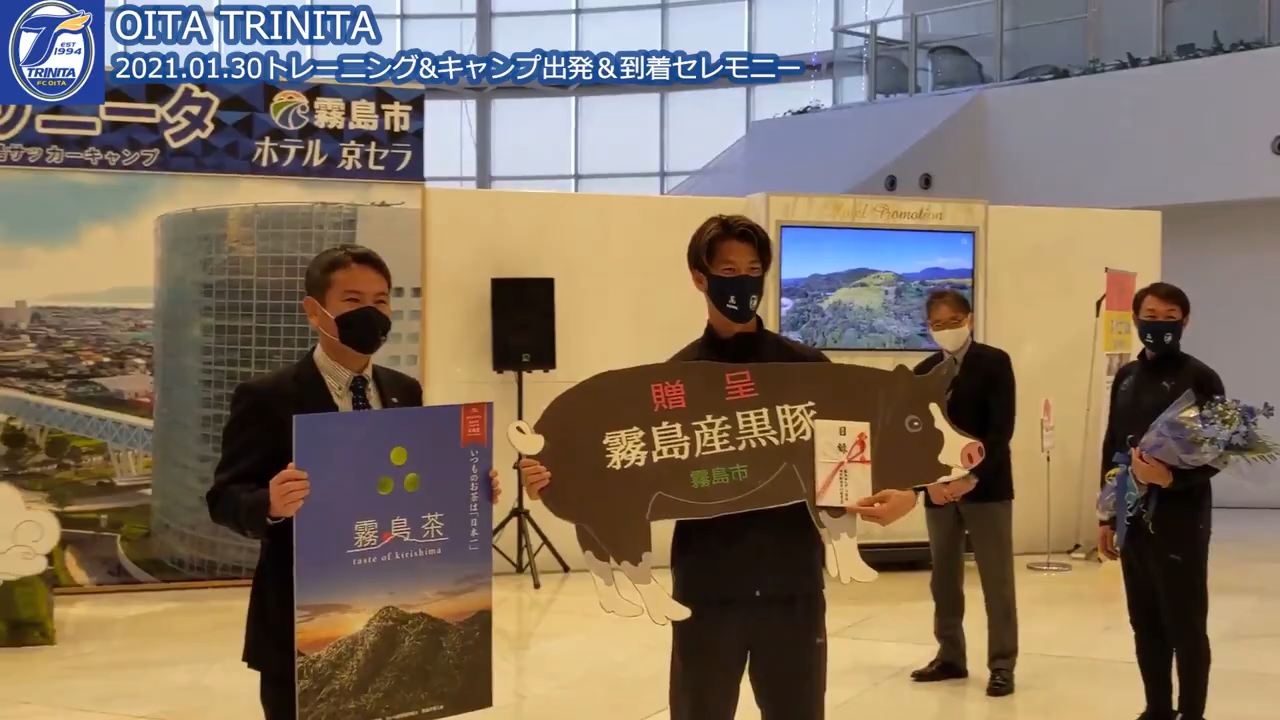 OITA TRINITA
2021.01.30トレーニング&キャンプ出発&到着セレモニー
EST 1994
TRINITA
FC OITA
ニータ
サッカーキャンプ
霧島市
ホテル 京セラ
Hotel Promotion
贈呈
霧島産黒豚
霧島市
目録
いつものお茶は「日本一」
霧島茶
taste of kirishima